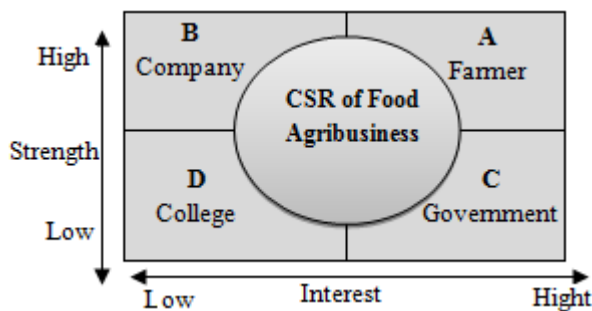 High
Strength
Low
B
Company
A
Farmer
CSR of Food
Agribusiness
D
College
C
Government
Low
Interest
Hight